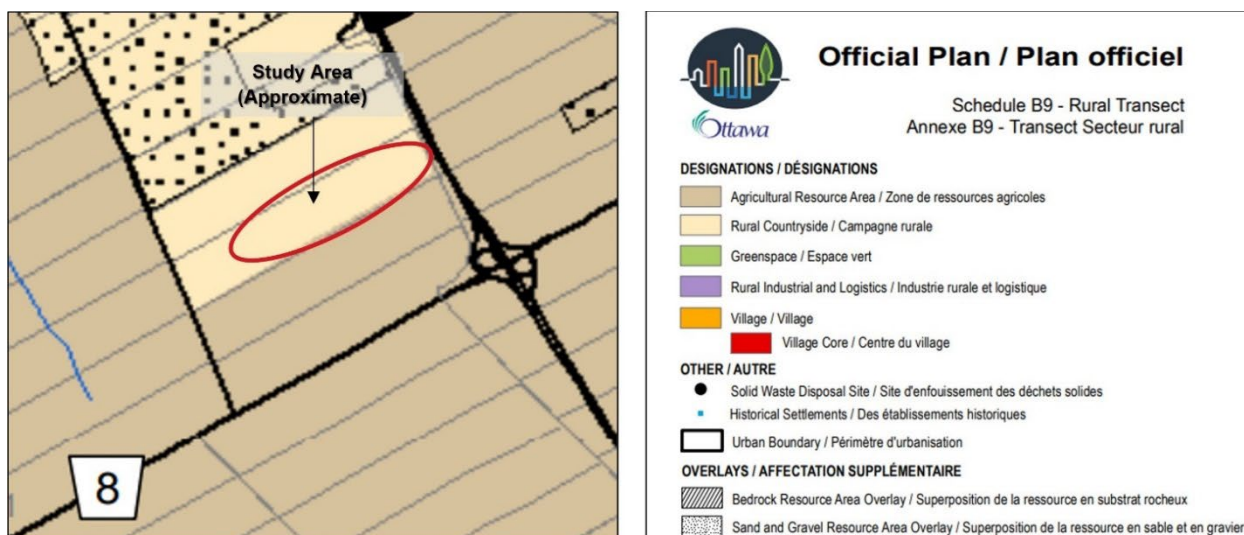 Study Area
(Approximate)
8
Official Plan / Plan officiel
Schedule B9 - Rural Transect
Annexe B9 - Transect Secteur rural
Ottawa
DESIGNATIONS / DÉSIGNATIONS
Agricultural Resource Area / Zone de ressources agricoles
Rural Countryside / Campagne rurale
Greenspace / Espace vert
Rural Industrial and Logistics / Industrie rurale et logistique
Village / Village
Village Core / Centre du village
OTHER / AUTRE
Solid Waste Disposal Site / Site d'enfouissement des déchets solides
Historical Settlements / Des établissements historiques
Urban Boundary / Périmètre d'urbanisation
OVERLAYS / AFFECTATION SUPPLÉMENTAIRE
Bedrock Resource Area Overlay / Superposition de la ressource en substrat rocheux
Sand and Gravel Resource Area Overlay / Superposition de la ressource en sable et en gravier